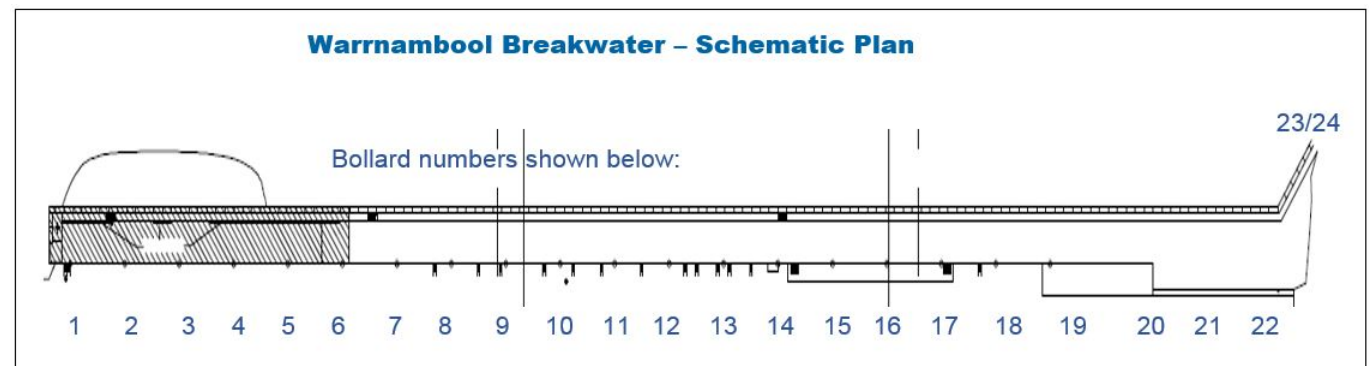 Warrnambool Breakwater – Schematic Plan
23/24
Bollard numbers shown below:
1 2 3 4 5 6 7 8 9 10 11 12 13 14 15 16 17 18 19 20 21 22